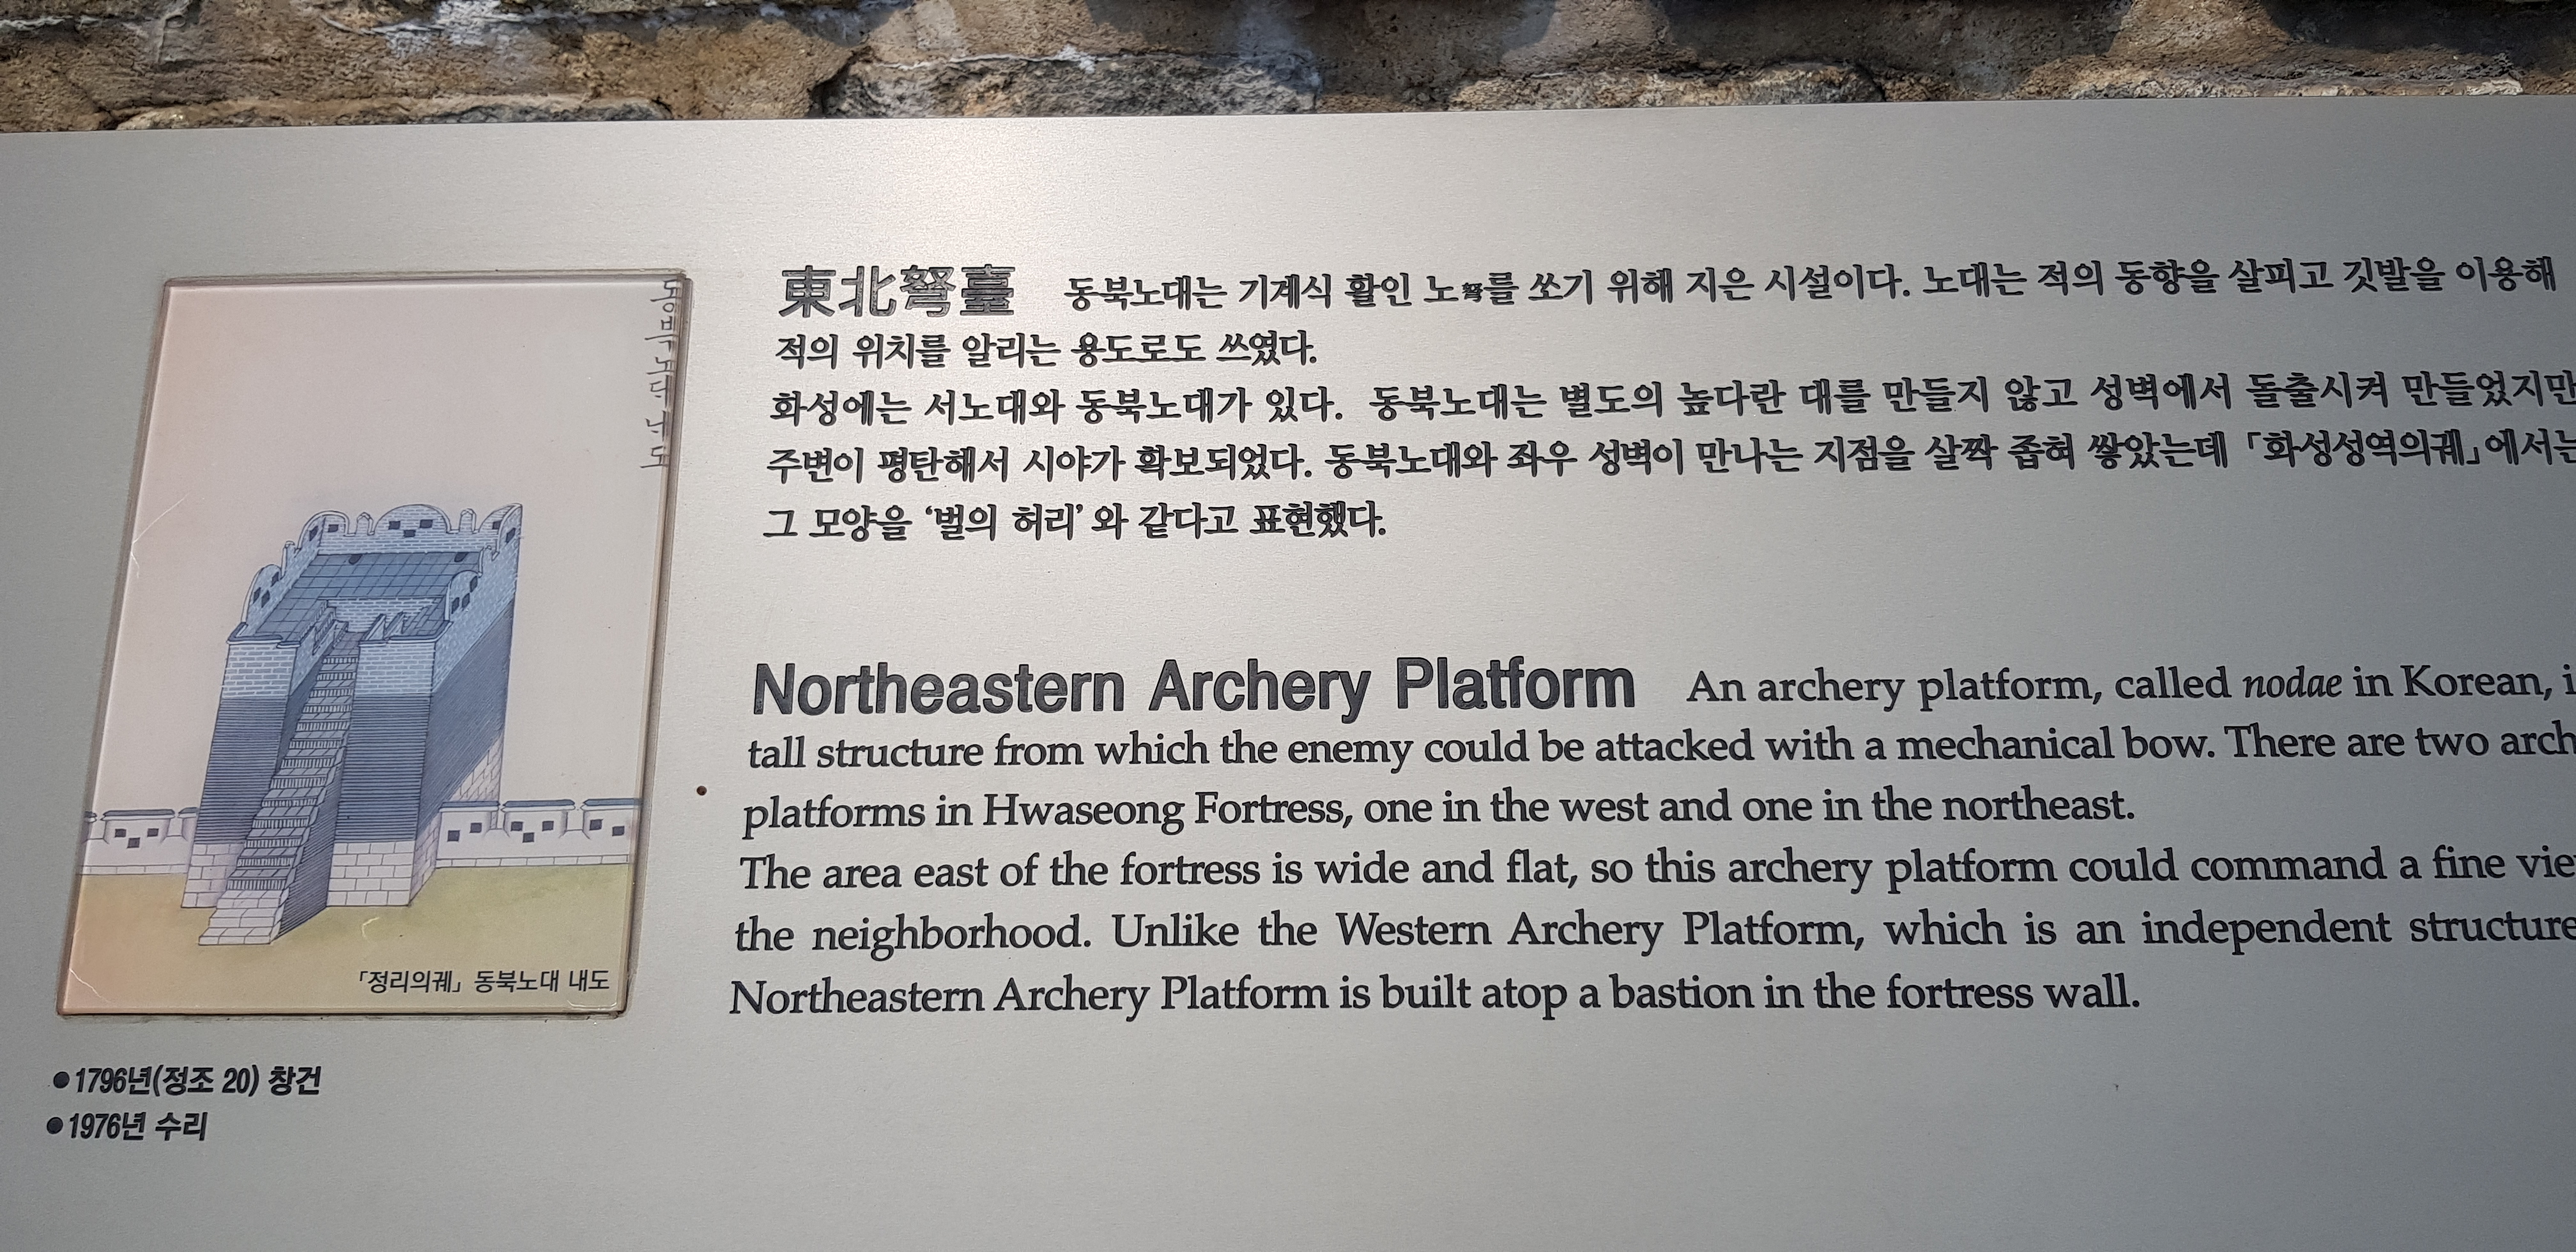 동북노대 내도
「정리의궤」 동북노대 내도
●1796년(정조 20) 창건
●1976년 수리
東北弩臺 동북노대는 기계식 활인 노弩를 쏘기 위해 지은 시설이다. 노대는 적의 동향을 살피고 깃발을 이용해
적의 위치를 알리는 용도로도 쓰였다.
화성에는 서노대와 동북노대가 있다. 동북노대는 별도의 높다란 대를 만들지 않고 성벽에서 돌출시켜 만들었지만
주변이 평탄해서 시야가 확보되었다. 동북노대와 좌우 성벽이 만나는 지점을 살짝 좁혀 쌓았는데 「화성성역의궤」에서는
그 모양을 ‘벌의 허리’ 와 같다고 표현했다.
Northeastern Archery Platform An archery platform, called nodae in Korean,
tall structure from which the enemy could be attacked with a mechanical bow. There are two
platforms in Hwaseong Fortress, one in the west and one in the northeast.
The area east of the fortress is wide and flat, so this archery platform could command a fine
the neighborhood. Unlike the Western Archery Platform, which is an independent structure
Northeastern Archery Platform is built atop a bastion in the fortress wall.